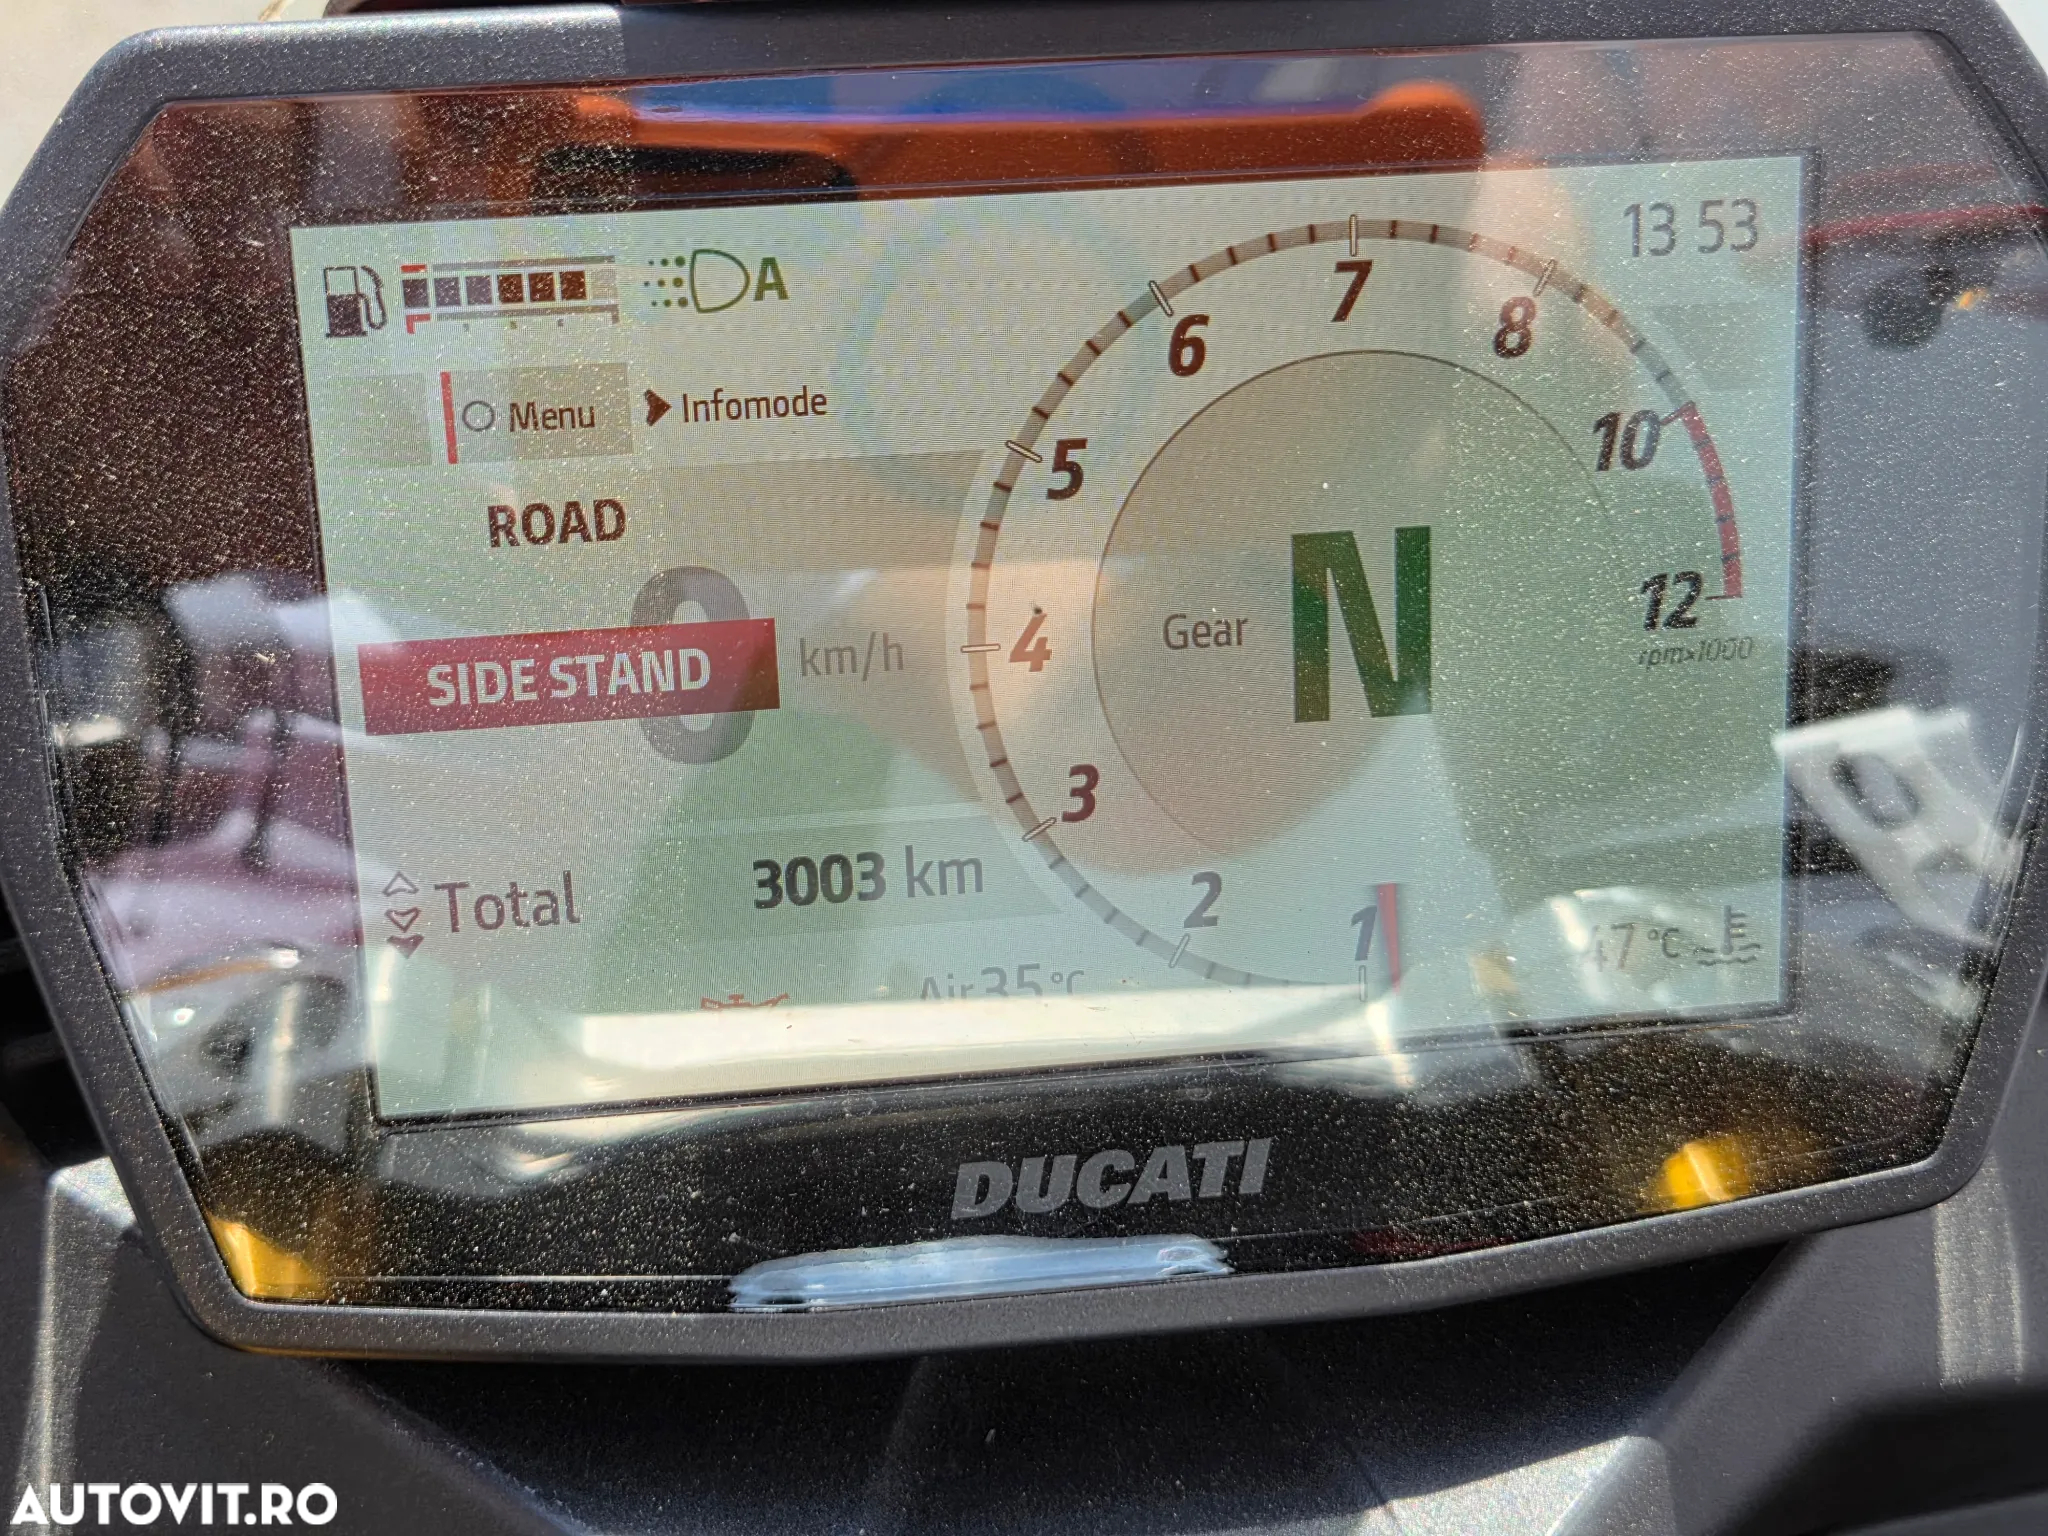 13 53
A
Menu
Infomode
ROAD
0 km/h
SIDE STAND
Total
3003 km
Air 35 °C
47 °C
Gear N
1
2
3
4
5
6
7
8
10
12
rpm×1000
DUCATI
AUTOVIT.RO